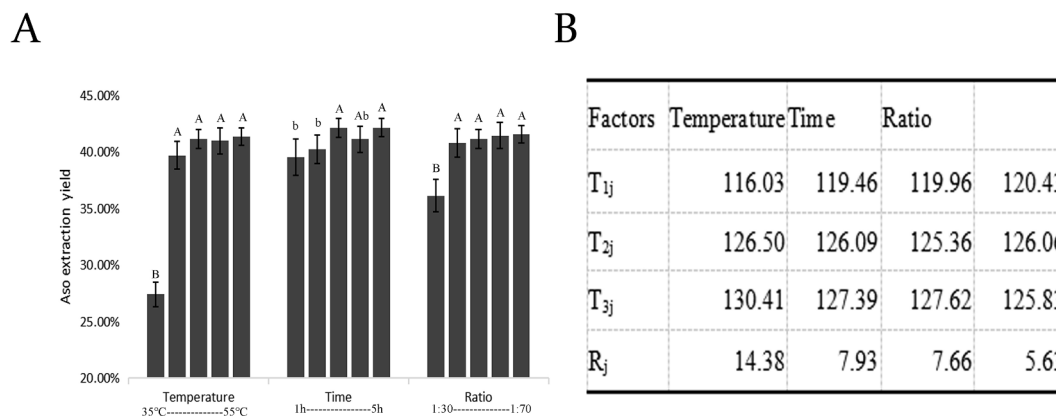 A
B
Aso extraction yield
45.00%
40.00%
35.00%
30.00%
25.00%
20.00%
B A A A A
b b A Ab A
B A A A A
Temperature Time Ratio
35℃--------------55℃ 1h----------------5h 1:30-------------1:70
Factors Temperature Time Ratio
T1j 116.03 119.46 119.96
T2j 126.50 126.09 125.36
T3j 130.41 127.39 127.62
Rj 14.38 7.93 7.66